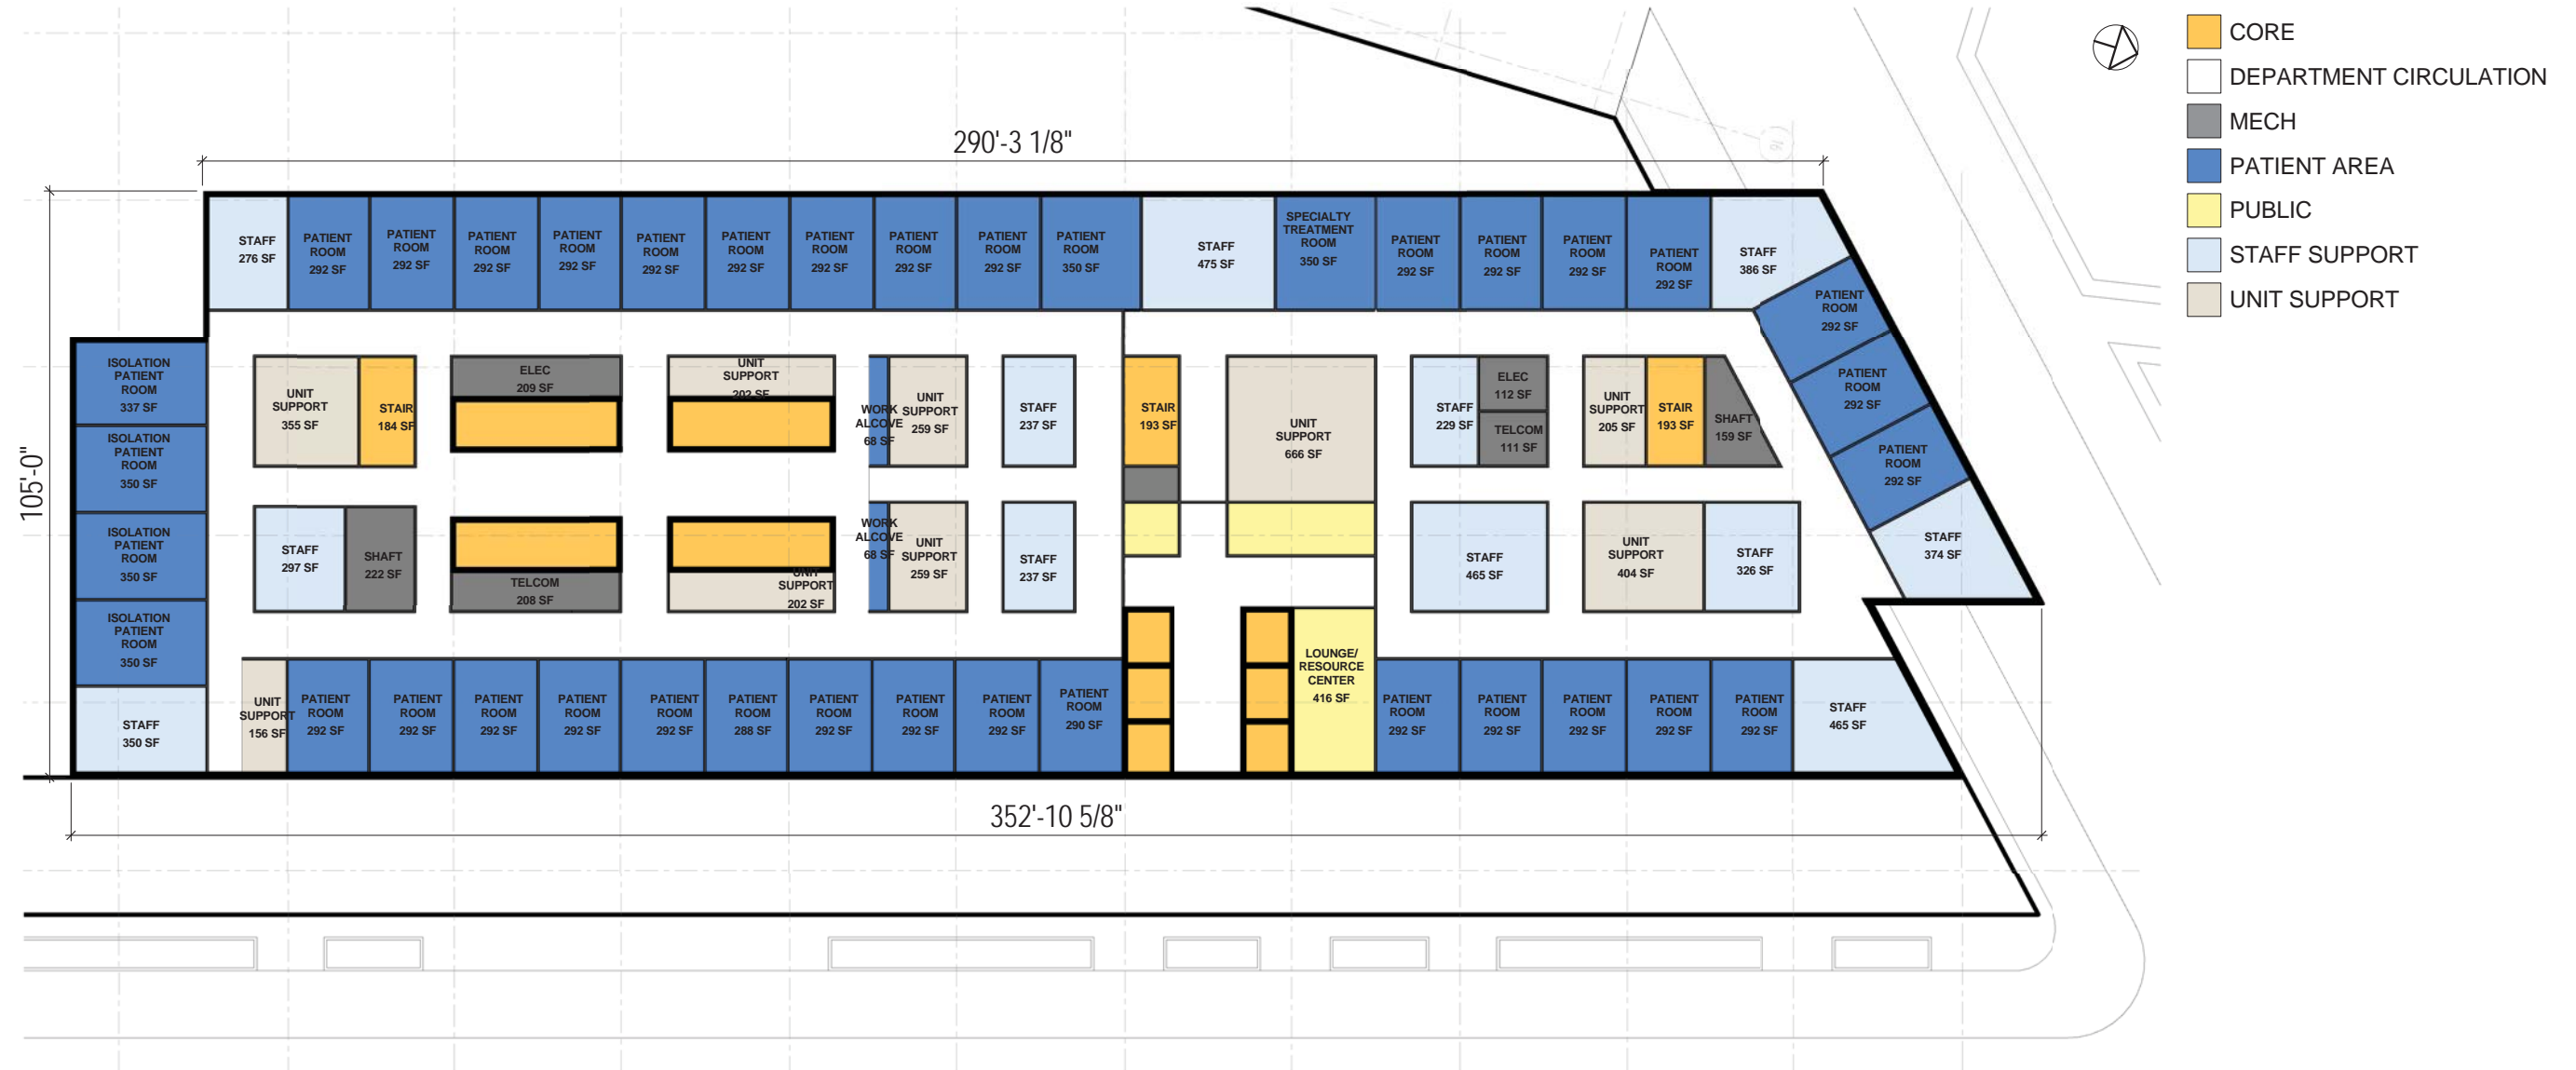 CORE
DEPARTMENT CIRCULATION
MECH
PATIENT AREA
PUBLIC
STAFF SUPPORT
UNIT SUPPORT
16
290'-3 1/8"
105'-0"
352'-10 5/8"
STAFF
276 SF
PATIENT
ROOM
292 SF
PATIENT
ROOM
292 SF
PATIENT
ROOM
292 SF
PATIENT
ROOM
292 SF
PATIENT
ROOM
292 SF
PATIENT
ROOM
292 SF
PATIENT
ROOM
292 SF
PATIENT
ROOM
292 SF
PATIENT
ROOM
292 SF
PATIENT
ROOM
350 SF
STAFF
475 SF
SPECIALTY
TREATMENT
ROOM
350 SF
PATIENT
ROOM
292 SF
PATIENT
ROOM
292 SF
PATIENT
ROOM
292 SF
PATIENT
ROOM
292 SF
STAFF
386 SF
PATIENT
ROOM
292 SF
PATIENT
ROOM
292 SF
PATIENT
ROOM
292 SF
STAFF
374 SF
ISOLATION
PATIENT
ROOM
337 SF
ISOLATION
PATIENT
ROOM
350 SF
ISOLATION
PATIENT
ROOM
350 SF
ISOLATION
PATIENT
ROOM
350 SF
STAFF
350 SF
UNIT
SUPPORT
355 SF
STAIR
184 SF
ELEC
209 SF
UNIT
SUPPORT
202 SF
WORK
ALCOVE
68 SF
UNIT
SUPPORT
259 SF
STAFF
237 SF
STAIR
193 SF
UNIT
SUPPORT
666 SF
STAFF
229 SF
ELEC
112 SF
TELCOM
111 SF
UNIT
SUPPORT
205 SF
STAIR
193 SF
SHAFT
159 SF
STAFF
297 SF
SHAFT
222 SF
TELCOM
208 SF
UNIT
SUPPORT
202 SF
WORK
ALCOVE
68 SF
UNIT
SUPPORT
259 SF
STAFF
237 SF
STAFF
465 SF
UNIT
SUPPORT
404 SF
STAFF
326 SF
UNIT
SUPPORT
156 SF
PATIENT
ROOM
292 SF
PATIENT
ROOM
292 SF
PATIENT
ROOM
292 SF
PATIENT
ROOM
292 SF
PATIENT
ROOM
292 SF
PATIENT
ROOM
288 SF
PATIENT
ROOM
292 SF
PATIENT
ROOM
292 SF
PATIENT
ROOM
292 SF
PATIENT
ROOM
290 SF
LOUNGE/
RESOURCE
CENTER
416 SF
PATIENT
ROOM
292 SF
PATIENT
ROOM
292 SF
PATIENT
ROOM
292 SF
PATIENT
ROOM
292 SF
PATIENT
ROOM
292 SF
STAFF
465 SF